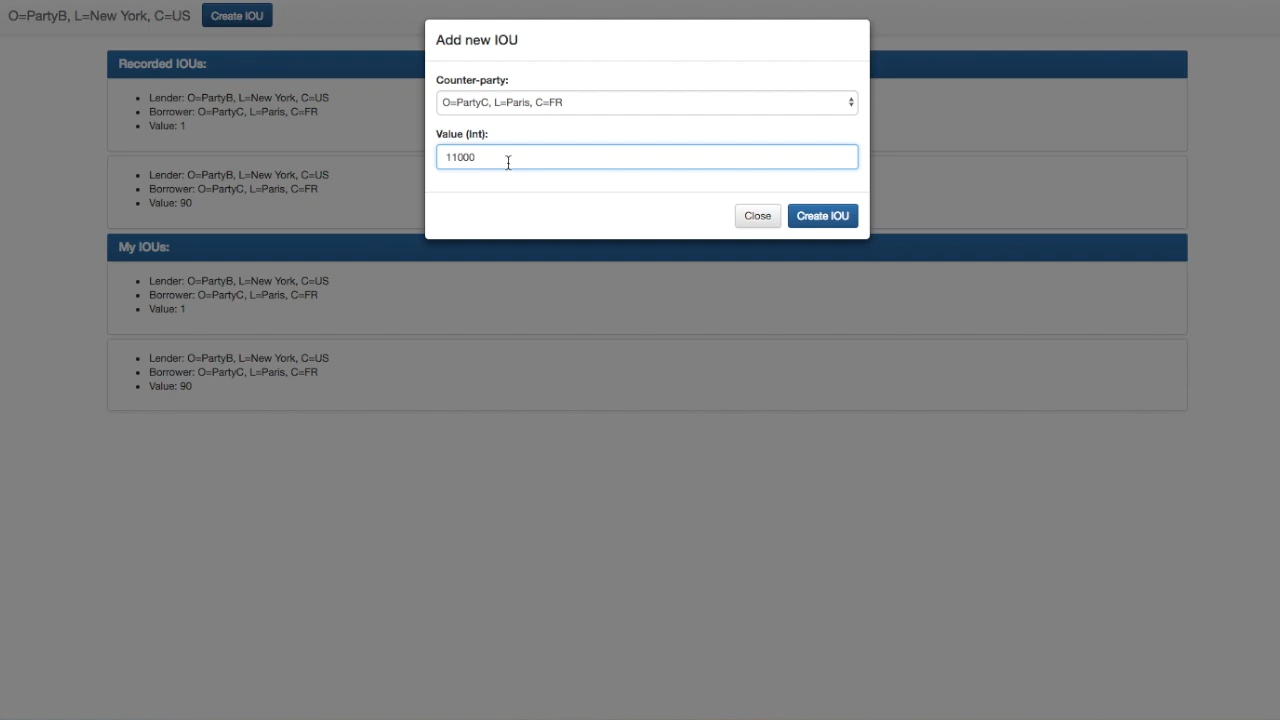 O=PartyB, L=New York, C=US Create IOU
Add new IOU
Counter-party:
O=PartyC, L=Paris, C=FR
Value (Int):
11000
Close Create IOU
Recorded IOUs:
Lender: O=PartyB, L=New York, C=US
Borrower: O=PartyC, L=Paris, C=FR
Value: 1
Lender: O=PartyB, L=New York, C=US
Borrower: O=PartyC, L=Paris, C=FR
Value: 90
My IOUs:
Lender: O=PartyB, L=New York, C=US
Borrower: O=PartyC, L=Paris, C=FR
Value: 1
Lender: O=PartyB, L=New York, C=US
Borrower: O=PartyC, L=Paris, C=FR
Value: 90